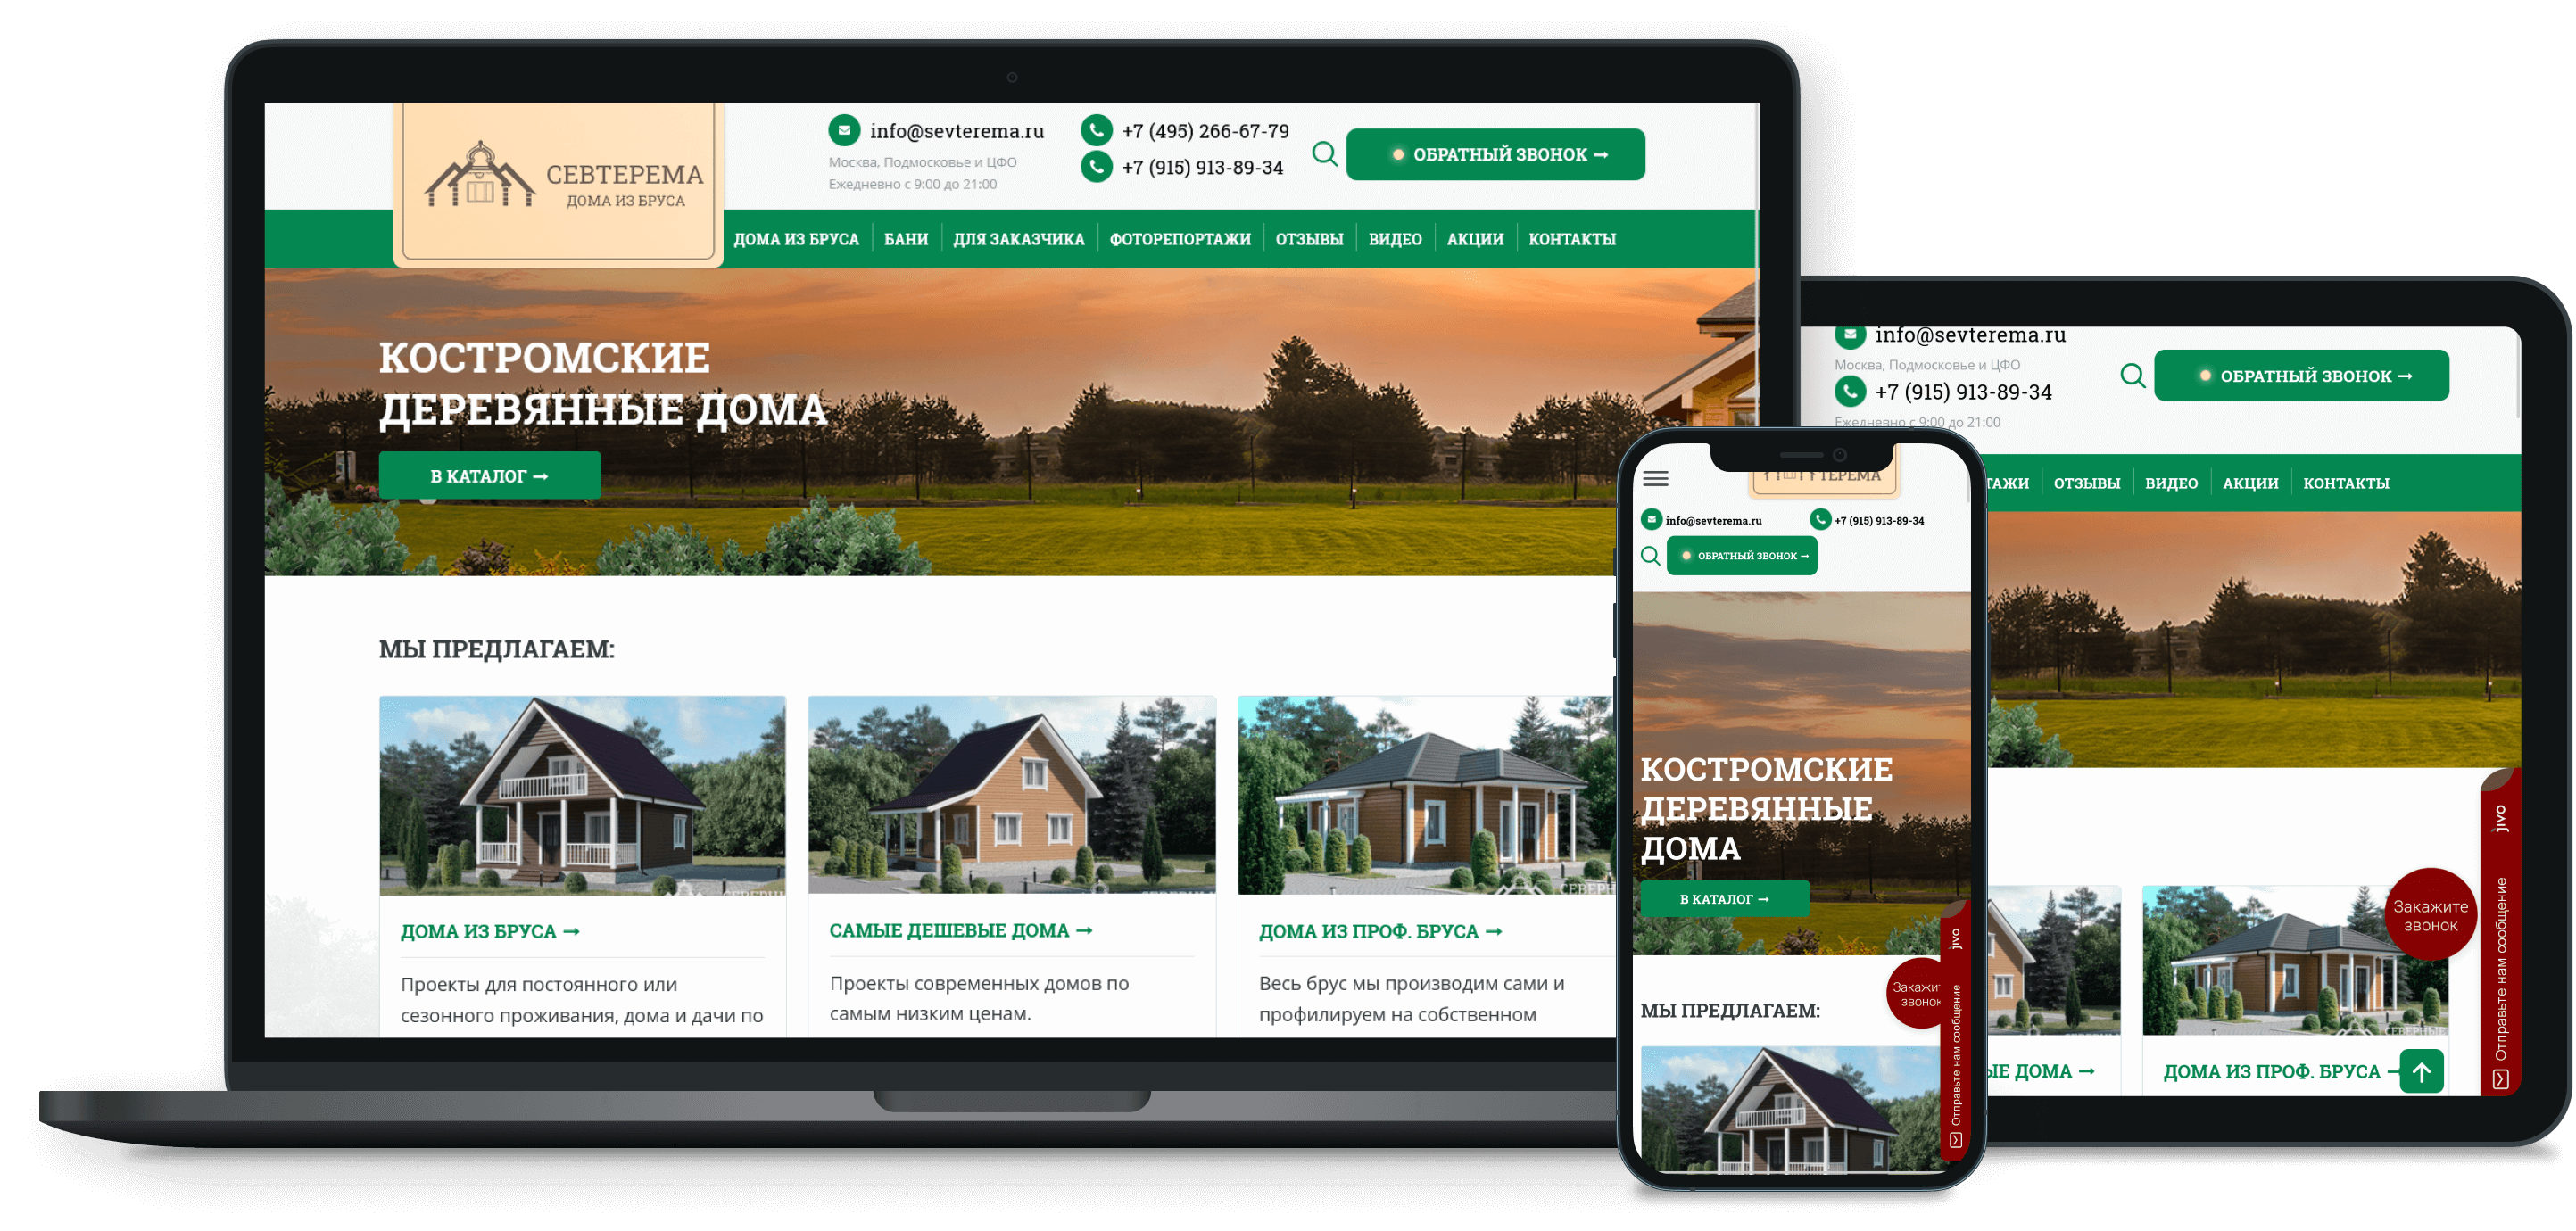 СЕВТЕРЕМА
ДОМА ИЗ БРУСА
info@sevterema.ru
Москва, Подмосковье и ЦФО
Ежедневно с 9:00 до 21:00
+7 (495) 266-67-79
+7 (915) 913-89-34
ОБРАТНЫЙ ЗВОНОК →
ДОМА ИЗ БРУСА БАНИ ДЛЯ ЗАКАЗЧИКА ФОТОРЕПОРТАЖИ ОТЗЫВЫ ВИДЕО АКЦИИ КОНТАКТЫ
КОСТРОМСКИЕ
ДЕРЕВЯННЫЕ ДОМА
В КАТАЛОГ →
МЫ ПРЕДЛАГАЕМ:
ДОМА ИЗ БРУСА →
Проекты для постоянного или
сезонного проживания, дома и дачи по
САМЫЕ ДЕШЕВЫЕ ДОМА →
Проекты современных домов по
самым низким ценам.
ДОМА ИЗ ПРОФ. БРУСА →
Весь брус мы производим сами и
профилируем на собственном
ТЕРЕМА
info@sevterema.ru
+7 (915) 913-89-34
ОБРАТНЫЙ ЗВОНОК →
КОСТРОМСКИЕ
ДЕРЕВЯННЫЕ
ДОМА
В КАТАЛОГ →
МЫ ПРЕДЛАГАЕМ:
Закажит
звонок
jivo
Отправьте нам сообщение
info@sevterema.ru
Москва, Подмосковье и ЦФО
+7 (915) 913-89-34
Ежедневно с 9:00 до 21:00
ОБРАТНЫЙ ЗВОНОК →
ТАЖИ ОТЗЫВЫ ВИДЕО АКЦИИ КОНТАКТЫ
ЫЕ ДОМА →
СЕВЕРНЫЕ
ДОМА ИЗ ПРОФ. БРУСА →
Закажите
звонок
jivo
Отправьте нам сообщение